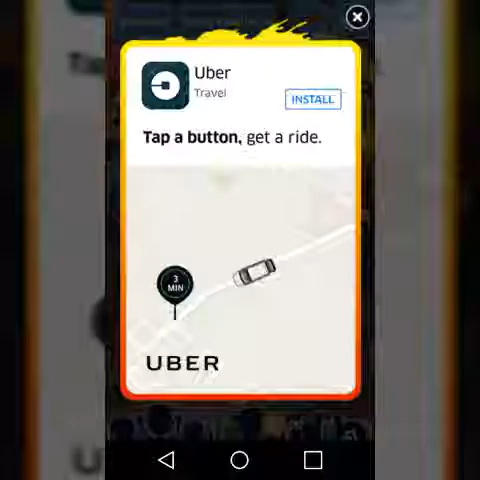 Uber
Travel
INSTALL
Tap a button, get a ride.
3
MIN
UBER